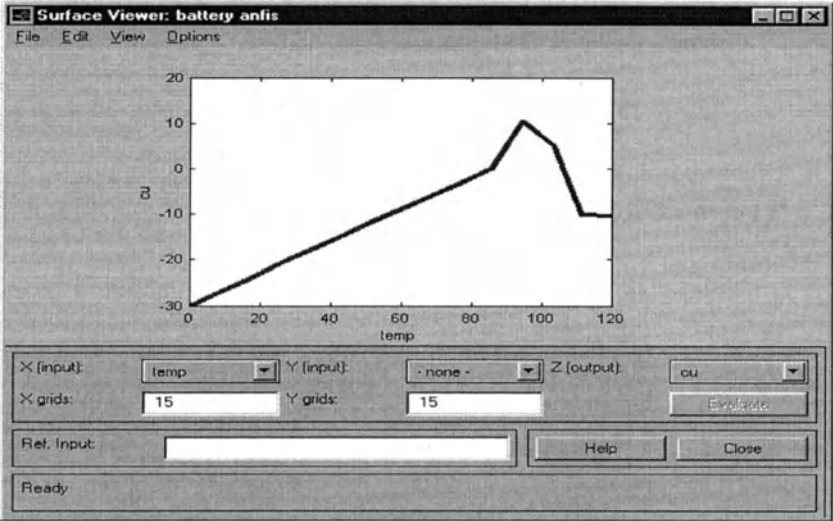 Surface Viewer: battery anfis
File Edit View Options
20
10
0
-10
-20
-30
cu
0 20 40 60 80 100 120
temp
X (input): temp Y (input): - none - Z (output): cu
X grids: 15 Y grids: 15 Evaluate
Ref. Input: Help Close
Ready